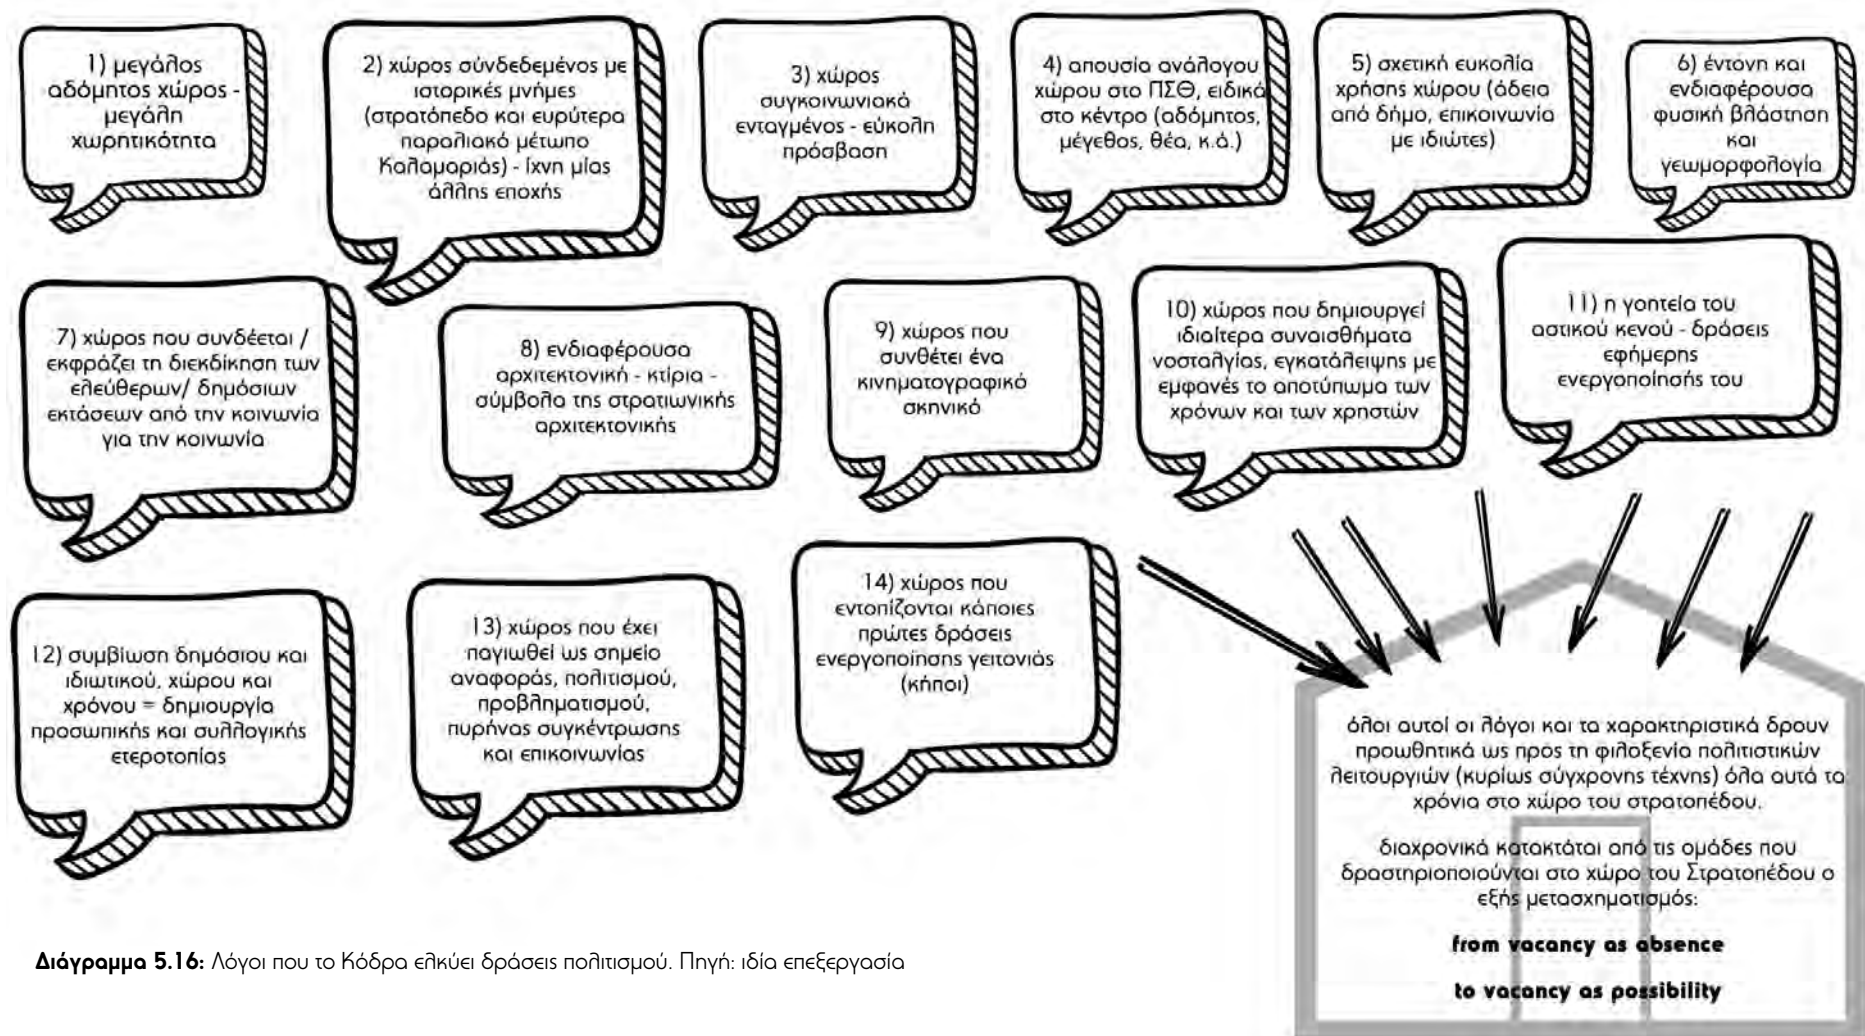 1) μεγάλος
αδόμητος χώρος -
μεγάλη
χωρητικότητα
2) χώρος σύνδεδεμένος με
ιστορικές μνήμες
(στρατόπεδο και ευρύτερα
παραλιακό μέτωπο
Καλαμαριάς) - ίχνη μίας
άλλης εποχής
3) χώρος
συγκοινωνιακά
ενταγμένος - εύκολη
πρόσβαση
4) απουσία ανάλογου
χώρου στο ΠΣΘ, ειδικά
στο κέντρο (αδόμητος,
μέγεθος, θέα, κ.ά.)
5) σχετική ευκολία
χρήσης χώρου (άδεια
από δήμο, επικοινωνία
με ιδιώτες)
6) έντονη και
ενδιαφέρουσα
φυσική βλάστηση
και
γεωμορφολογία
7) χώρος που συνδέεται /
εκφράζει τη διεκδίκηση των
ελεύθερων/ δημόσιων
εκτάσεων από την κοινωνία
για την κοινωνία
8) ενδιαφέρουσα
αρχιτεκτονική - κτίρια -
σύμβολα της στρατιωνικής
αρχιτεκτονικής
9) χώρος που
συνθέτει ένα
κινηματογραφικό
σκηνικό
10) χώρος που δημιουργεί
ιδιαίτερα συναισθήματα
νοσταλγίας, εγκατάλειψης με
εμφανές το αποτύπωμα των
χρόνων και των χρηστών
11) η γοητεία του
αστικού κενού - δράσεις
εφήμερης
ενεργοποίησής του
12) συμβίωση δημόσιου και
ιδιωτικού, χώρου και
χρόνου = δημιουργία
προσωπικής και συλλογικής
ετεροτοπίας
13) χώρος που έχει
παγιωθεί ως σημείο
αναφοράς, πολιτισμού,
προβληματισμού,
πυρήνας συγκέντρωσης
και επικοινωνίας
14) χώρος που
εντοπίζονται κάποιες
πρώτες δράσεις
ενεργοποίησης γειτονιάς
(κήποι)
όλοι αυτοί οι λόγοι και τα χαρακτηριστικά δρουν
προωθητικά ως προς τη φιλοξενία πολιτιστικών
λειτουργιών (κυρίως σύγχρονης τέχνης) όλα αυτά τα
χρόνια στο χώρο του στρατοπέδου.
διαχρονικά κατακτάται από τις ομάδες που
δραστηριοποιούνται στο χώρο του Στρατοπέδου ο
εξής μετασχηματισμός:
from vacancy as absence
to vacancy as possibility
Διάγραμμα 5.16: Λόγοι που το Κόδρα ελκύει δράσεις πολιτισμού. Πηγή: ιδία επεξεργασία